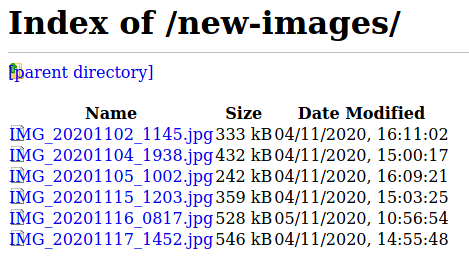 Index of /new-images/
[parent directory]
Name Size Date Modified
IMG_20201102_1145.jpg 333 kB 04/11/2020, 16:11:02
IMG_20201104_1938.jpg 432 kB 04/11/2020, 15:00:17
IMG_20201105_1002.jpg 242 kB 04/11/2020, 16:09:21
IMG_20201115_1203.jpg 359 kB 04/11/2020, 15:03:25
IMG_20201116_0817.jpg 528 kB 05/11/2020, 10:56:54
IMG_20201117_1452.jpg 546 kB 04/11/2020, 14:55:48